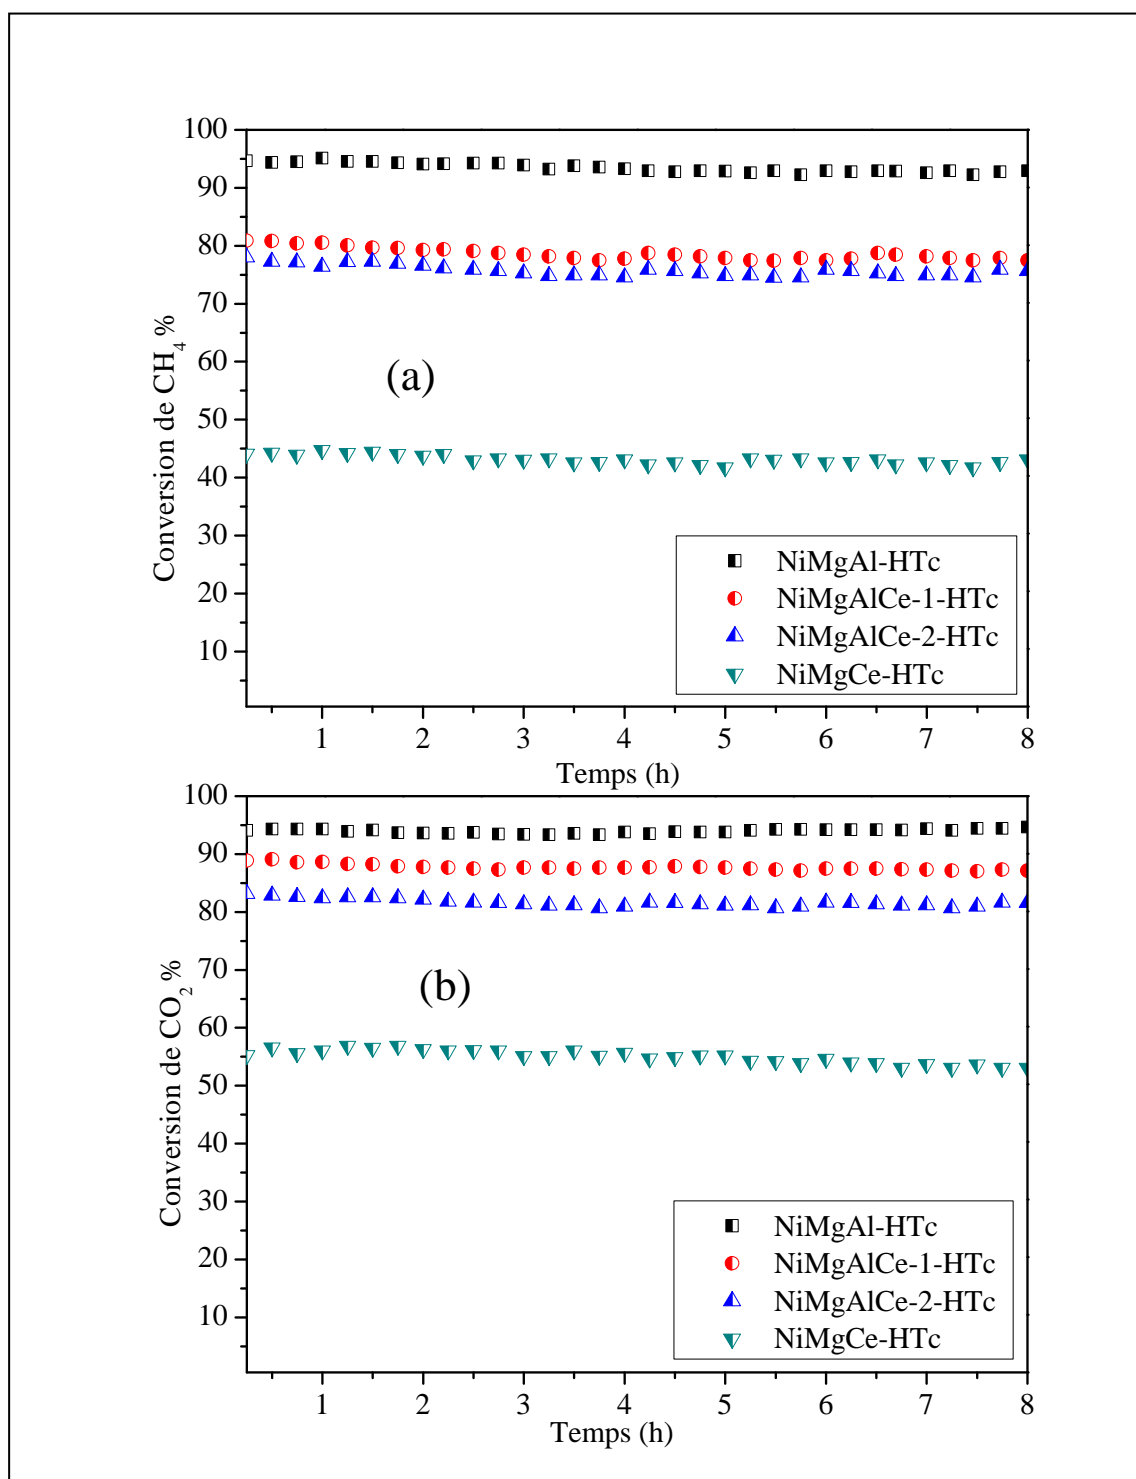 100
90
80
70
60
50
40
30
20
10
Conversion de CH4 %
(a)
NiMgAl-HTc
NiMgAlCe-1-HTc
NiMgAlCe-2-HTc
NiMgCe-HTc
1 2 3 4 5 6 7 8
Temps (h)
100
90
80
70
60
50
40
30
20
10
Conversion de CO2 %
(b)
NiMgAl-HTc
NiMgAlCe-1-HTc
NiMgAlCe-2-HTc
NiMgCe-HTc
1 2 3 4 5 6 7 8
Temps (h)